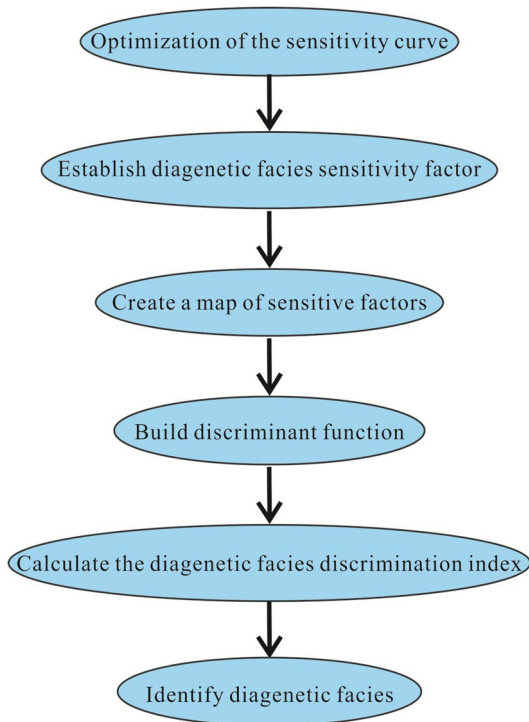 Optimization of the sensitivity curve
Establish diagenetic facies sensitivity factor
Create a map of sensitive factors
Build discriminant function
Calculate the diagenetic facies discrimination index
Identify diagenetic facies